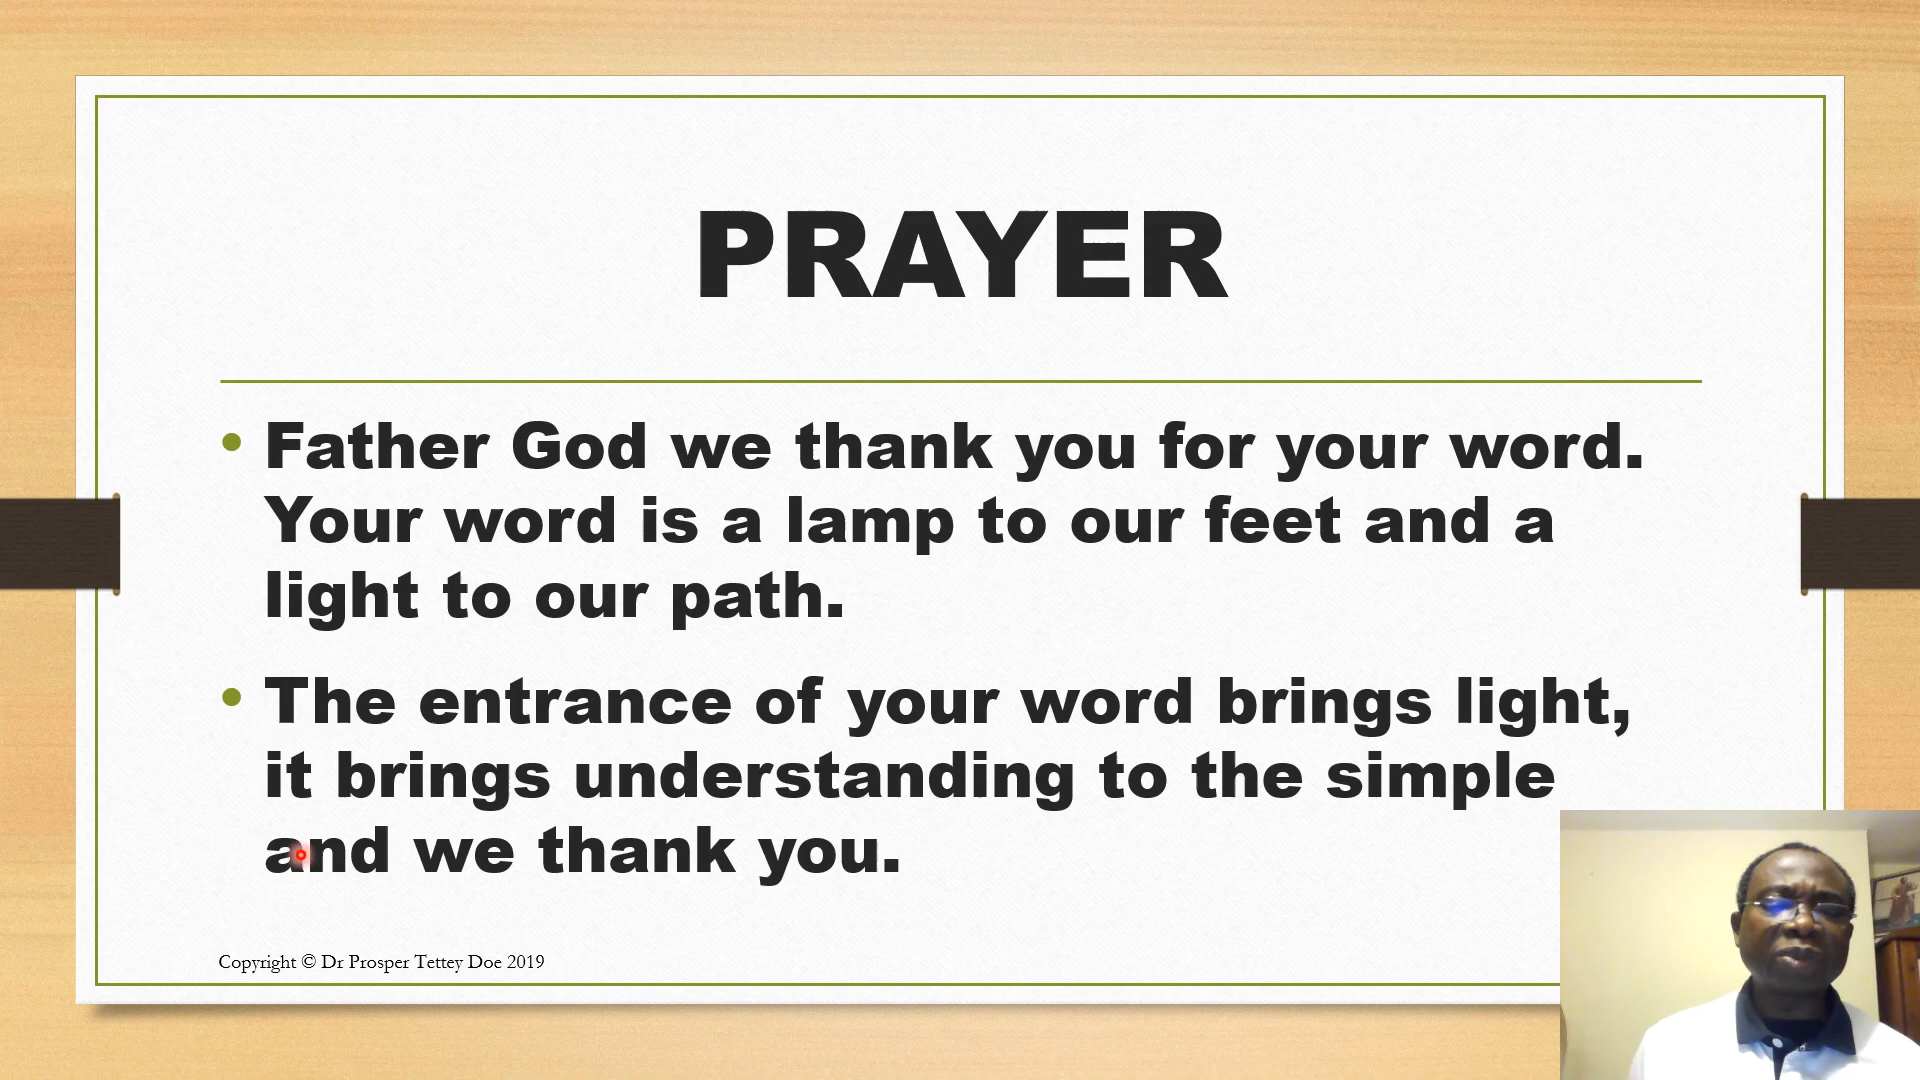 PRAYER
• Father God we thank you for your word.
Your word is a lamp to our feet and a
light to our path.
• The entrance of your word brings light,
it brings understanding to the simple
and we thank you.
Copyright © Dr Prosper Tettey Doe 2019